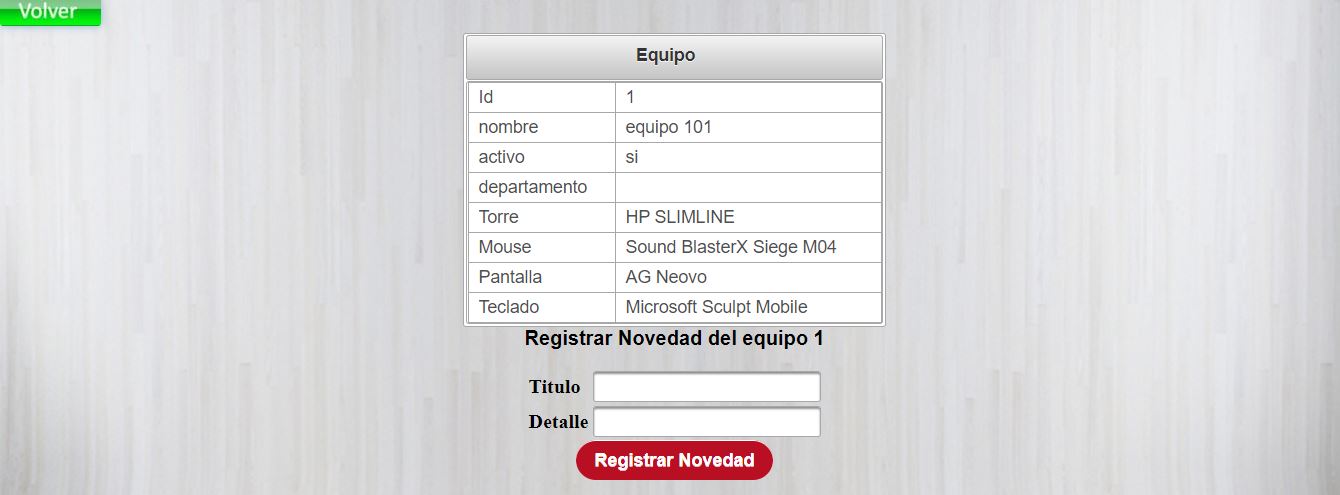 Volver
Equipo
Id 1
nombre equipo 101
activo si
departamento
Torre HP SLIMLINE
Mouse Sound BlasterX Siege M04
Pantalla AG Neovo
Teclado Microsoft Sculpt Mobile
Registrar Novedad del equipo 1
Titulo
Detalle
Registrar Novedad